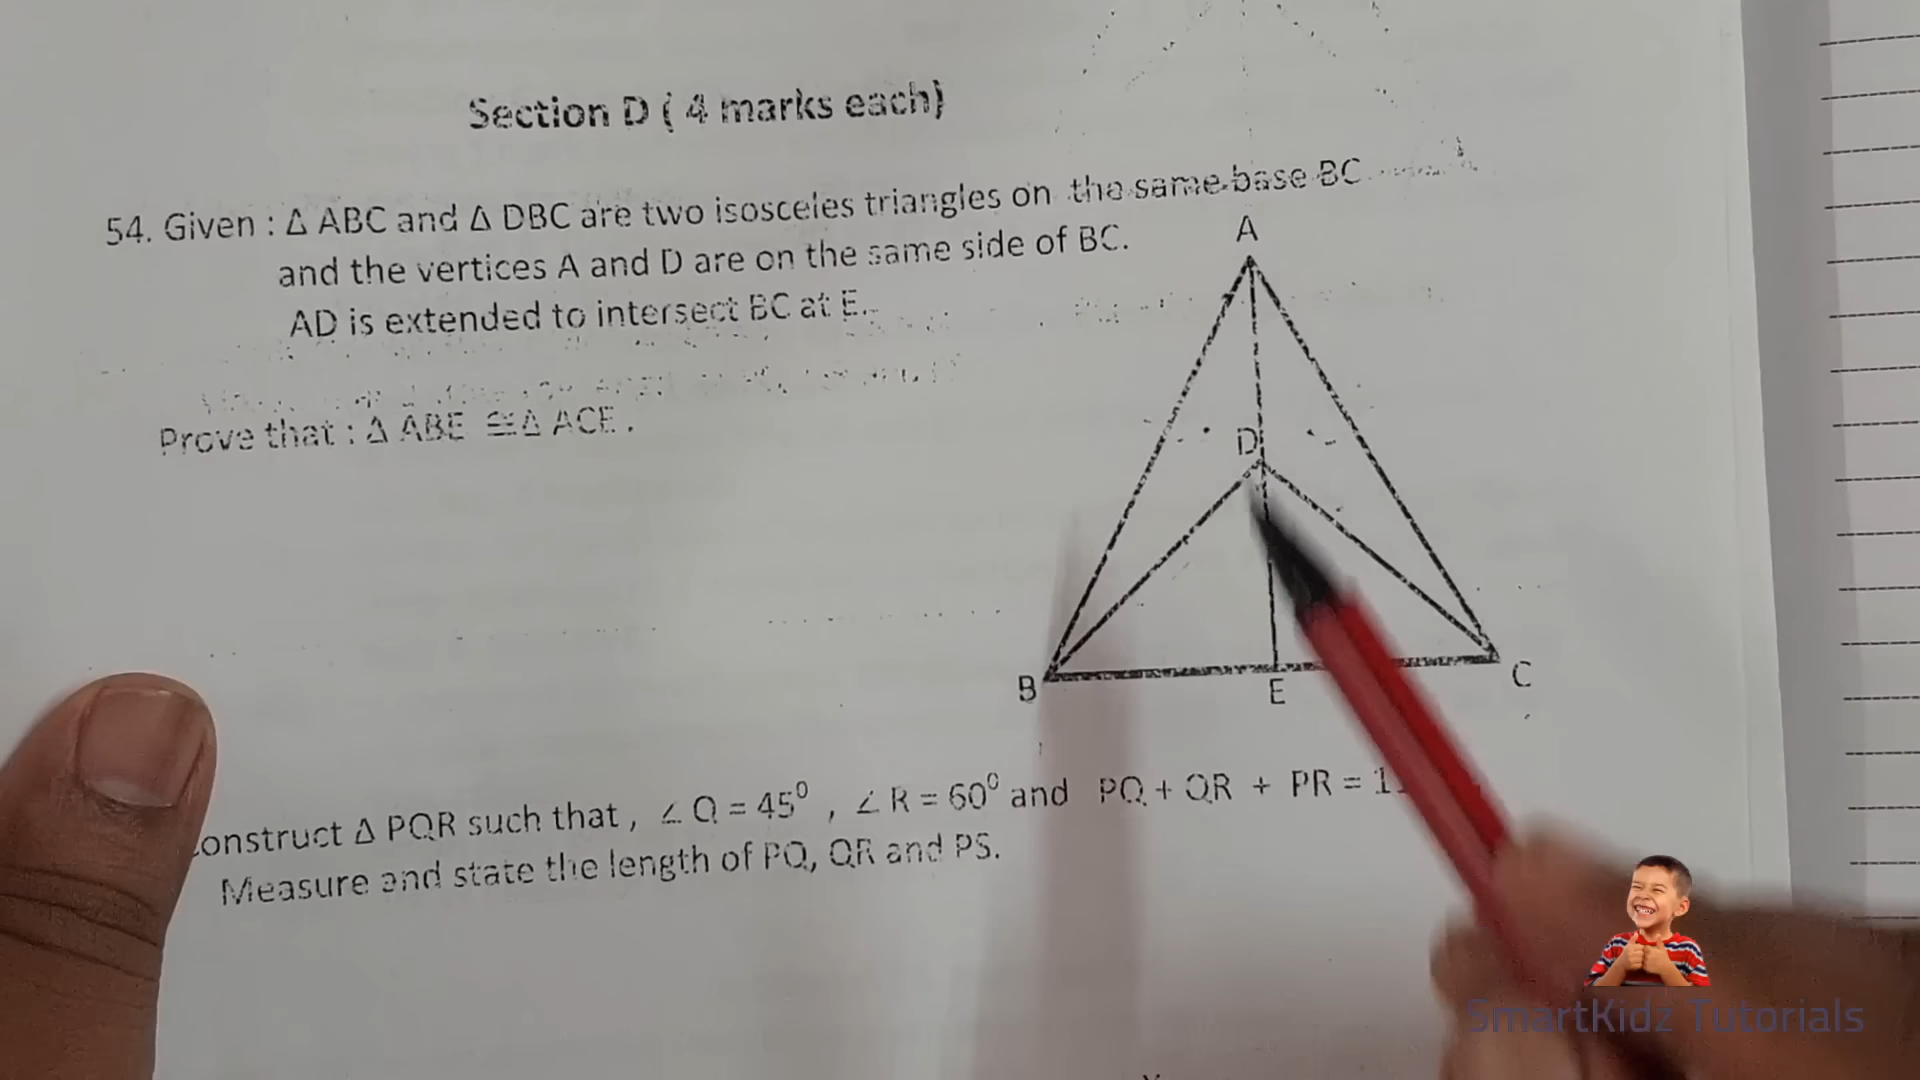 Section D ( 4 marks each)
54. Given : Δ ABC and Δ DBC are two isosceles triangles on the same base BC
and the vertices A and D are on the same side of BC.
AD is extended to intersect BC at E.
Prove that : Δ ABE ≅ Δ ACE .
A
D
B
E
C
onstruct Δ PQR such that , ∠ Q = 45⁰ , ∠ R = 60⁰ and PQ + QR + PR = 1
Measure and state the length of PQ, QR and PS.
SmartKidz Tutorials